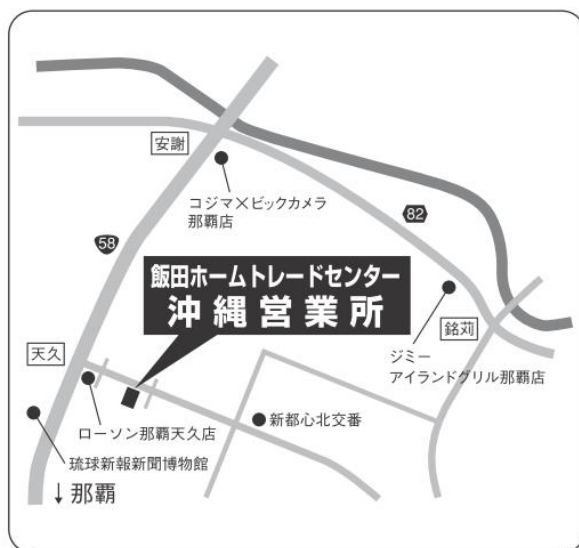 安謝
コジマ×ビックカメラ
那覇店
82
58
飯田ホームトレードセンター
沖縄営業所
天久
銘苅
ジミー
アイランドグリル那覇店
ローソン那覇天久店
新都心北交番
琉球新報新聞博物館
↓那覇